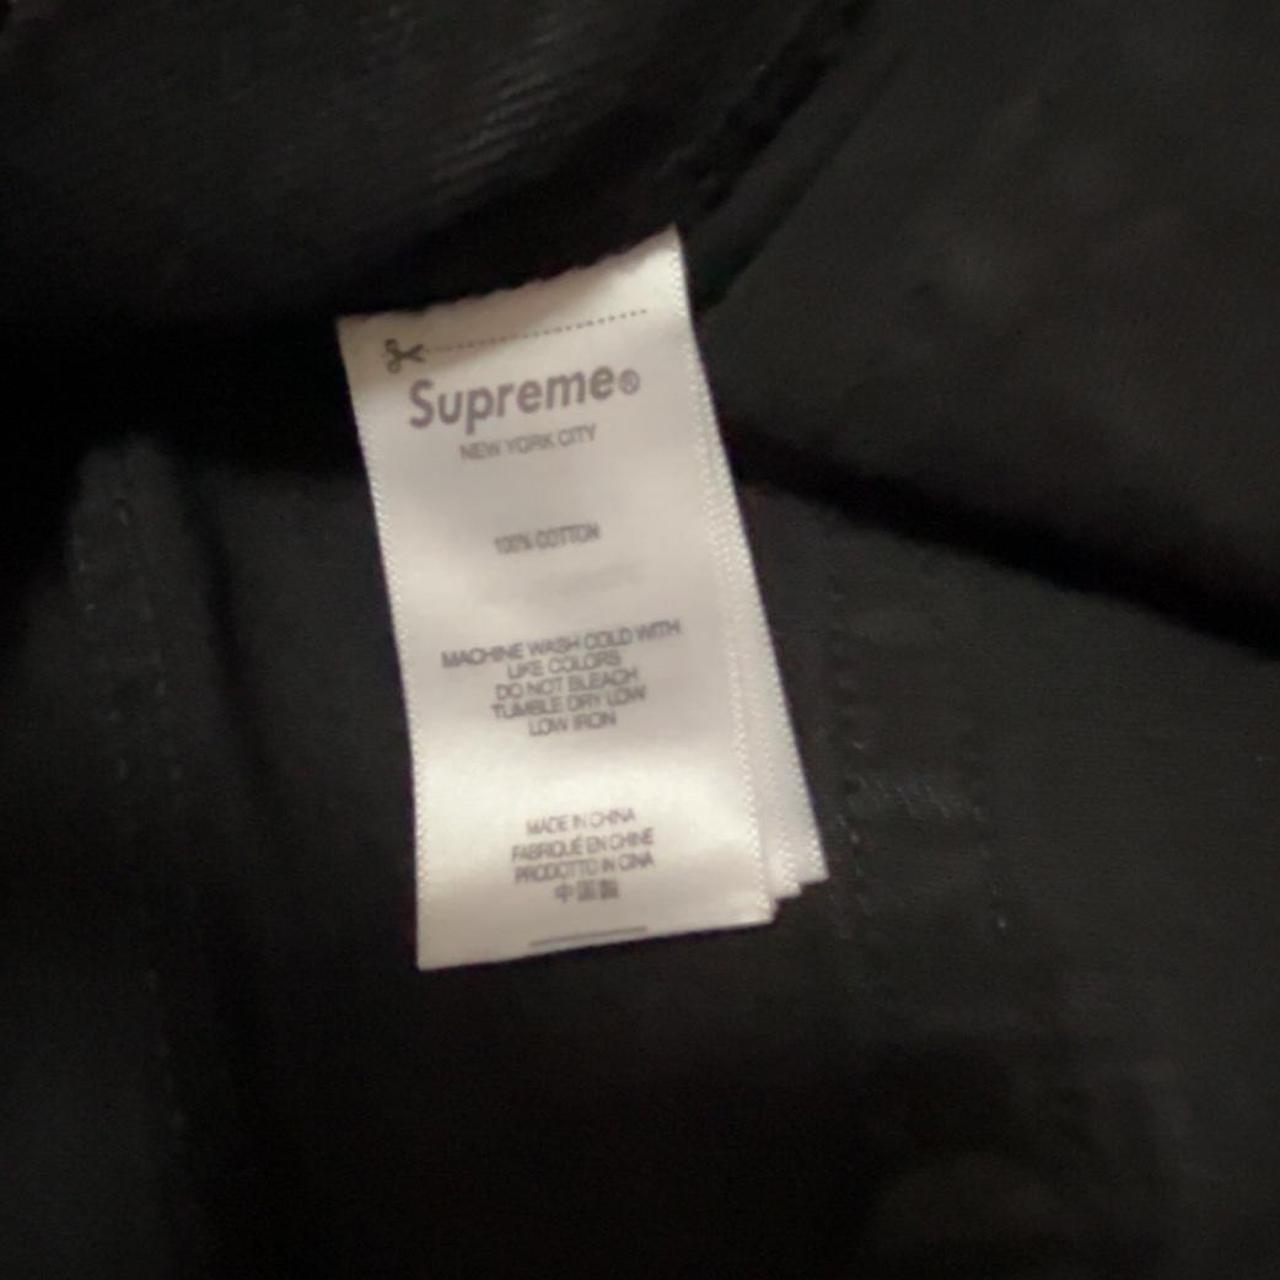 Supreme®
NEW YORK CITY
100% COTTON
MACHINE WASH COLD WITH
LIKE COLORS
DO NOT BLEACH
TUMBLE DRY LOW
LOW IRON
MADE IN CHINA
FABRIQUÉ EN CHINE
PRODOTTO IN CINA
中国製